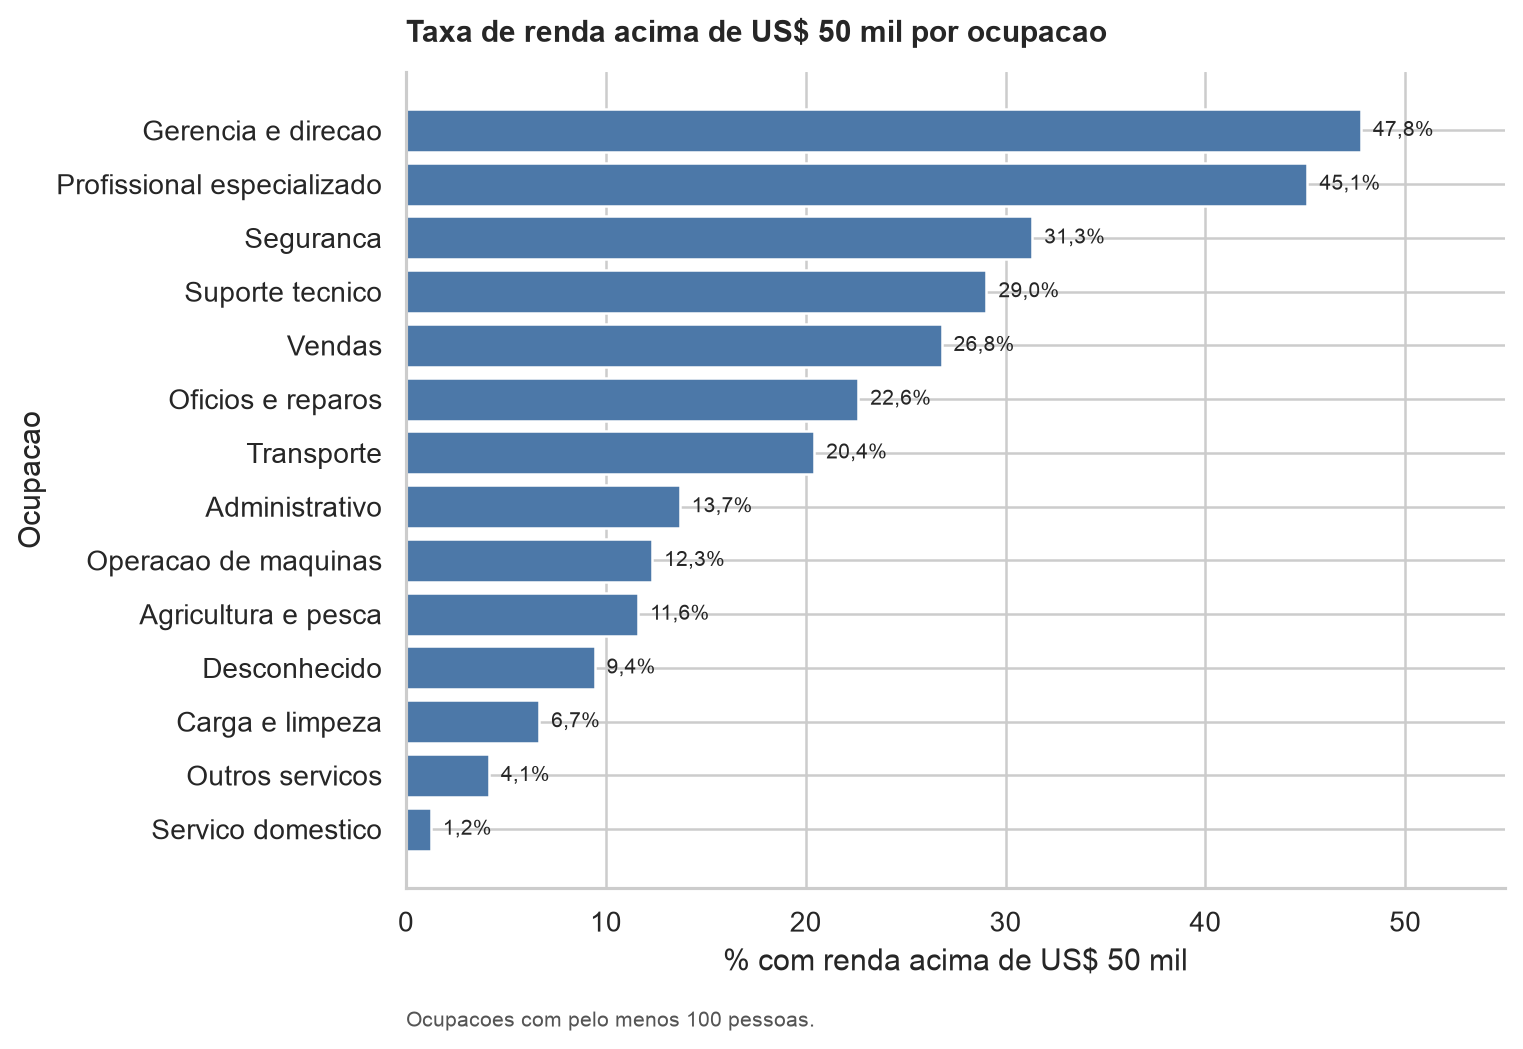 Taxa de renda acima de US$ 50 mil por ocupacao
Ocupacao
Gerencia e direcao 47,8%
Profissional especializado 45,1%
Seguranca 31,3%
Suporte tecnico 29,0%
Vendas 26,8%
Oficios e reparos 22,6%
Transporte 20,4%
Administrativo 13,7%
Operacao de maquinas 12,3%
Agricultura e pesca 11,6%
Desconhecido 9,4%
Carga e limpeza 6,7%
Outros servicos 4,1%
Servico domestico 1,2%
0 10 20 30 40 50
% com renda acima de US$ 50 mil
Ocupacoes com pelo menos 100 pessoas.